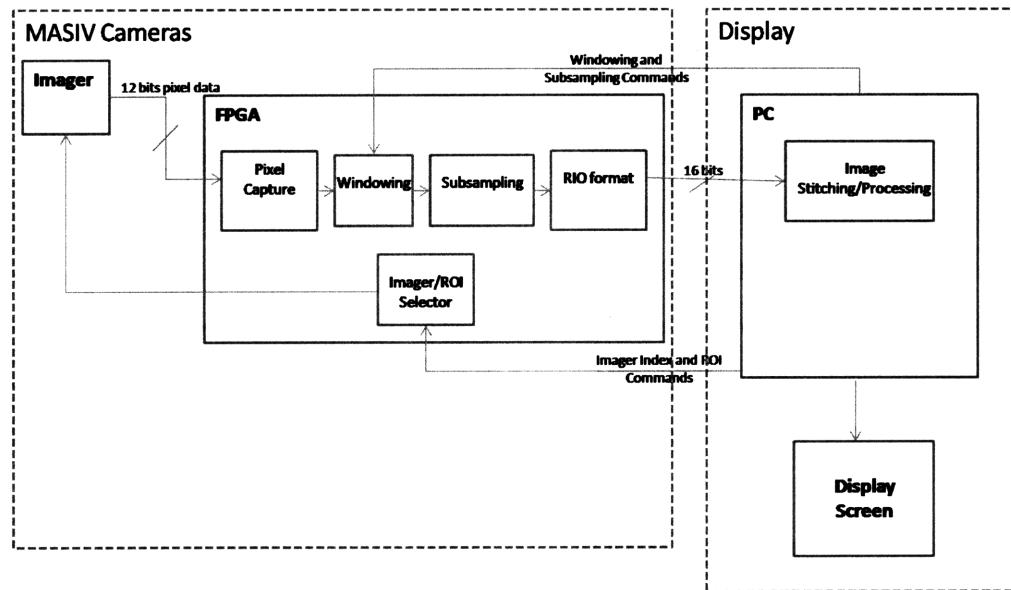 MASIV Cameras
Display
Imager
12 bits pixel data
Windowing and
Subsampling Commands
FPGA
PC
Pixel
Capture
Windowing
Subsampling
RIO format
16 bits
Image
Stitching/Processing
Imager/ROI
Selector
Imager Index and ROI
Commands
Display
Screen